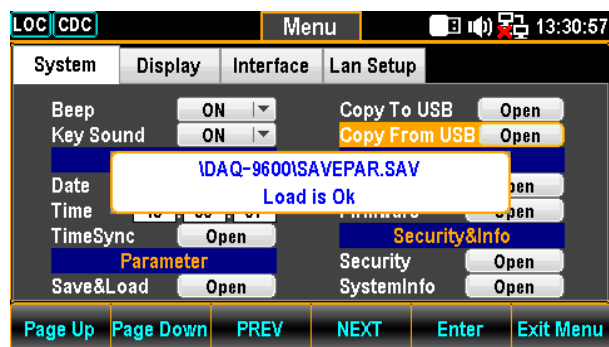 LOC CDC Menu 13:30:57
System Display Interface Lan Setup
Beep ON Copy To USB Open
Key Sound ON Copy From USB Open
\DAQ-9600\SAVEPAR.SAV
Load is Ok
Date
Time
TimeSync Open Security&Info
Parameter Security Open
Save&Load Open SystemInfo Open
Page Up Page Down PREV NEXT Enter Exit Menu